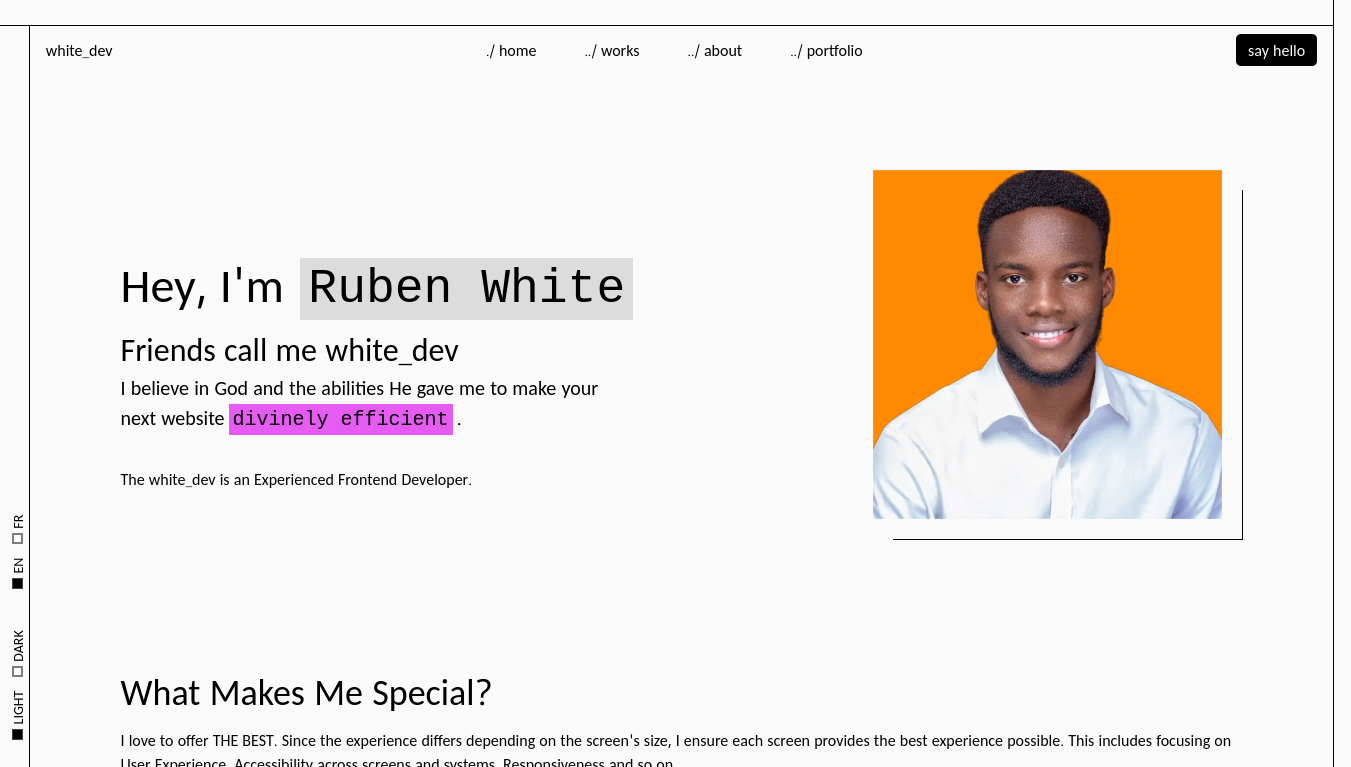 white_dev
./ home
../ works
../ about
../ portfolio
say hello
Hey, I'm Ruben White
Friends call me white_dev
I believe in God and the abilities He gave me to make your
next website divinely efficient .
The white_dev is an Experienced Frontend Developer.
FR
EN
DARK
LIGHT
What Makes Me Special?
I love to offer THE BEST. Since the experience differs depending on the screen's size, I ensure each screen provides the best experience possible. This includes focusing on
User Experience, Accessibility across screens and systems, Responsiveness and so on.